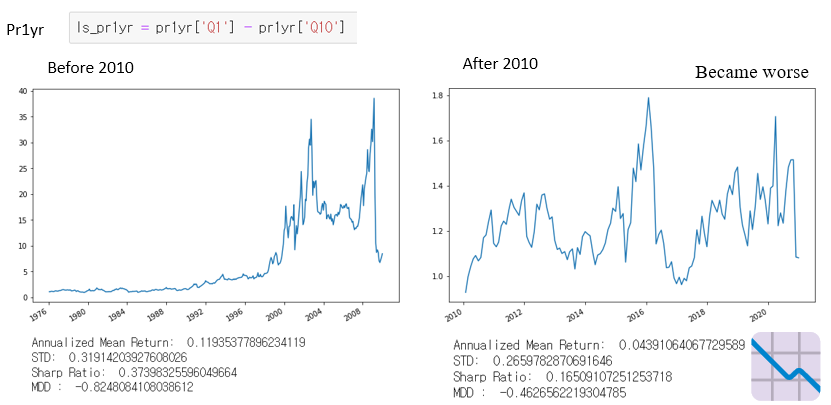 Pr1yr
ls_pr1yr = pr1yr['Q1'] - pr1yr['Q10']
Before 2010
40
35
30
25
20
15
10
5
0
1976
1980
1984
1988
1992
1996
2000
2004
2008
Annualized Mean Return: 0.11935377896234119
STD: 0.31914203927608026
Sharp Ratio: 0.37398325596049664
MDD : -0.8248084108038612
After 2010
Became worse
1.8
1.6
1.4
1.2
1.0
2010
2012
2014
2016
2018
2020
Annualized Mean Return: 0.04391064067729589
STD: 0.2659782870691646
Sharp Ratio: 0.16509107251253718
MDD : -0.4626562219304785